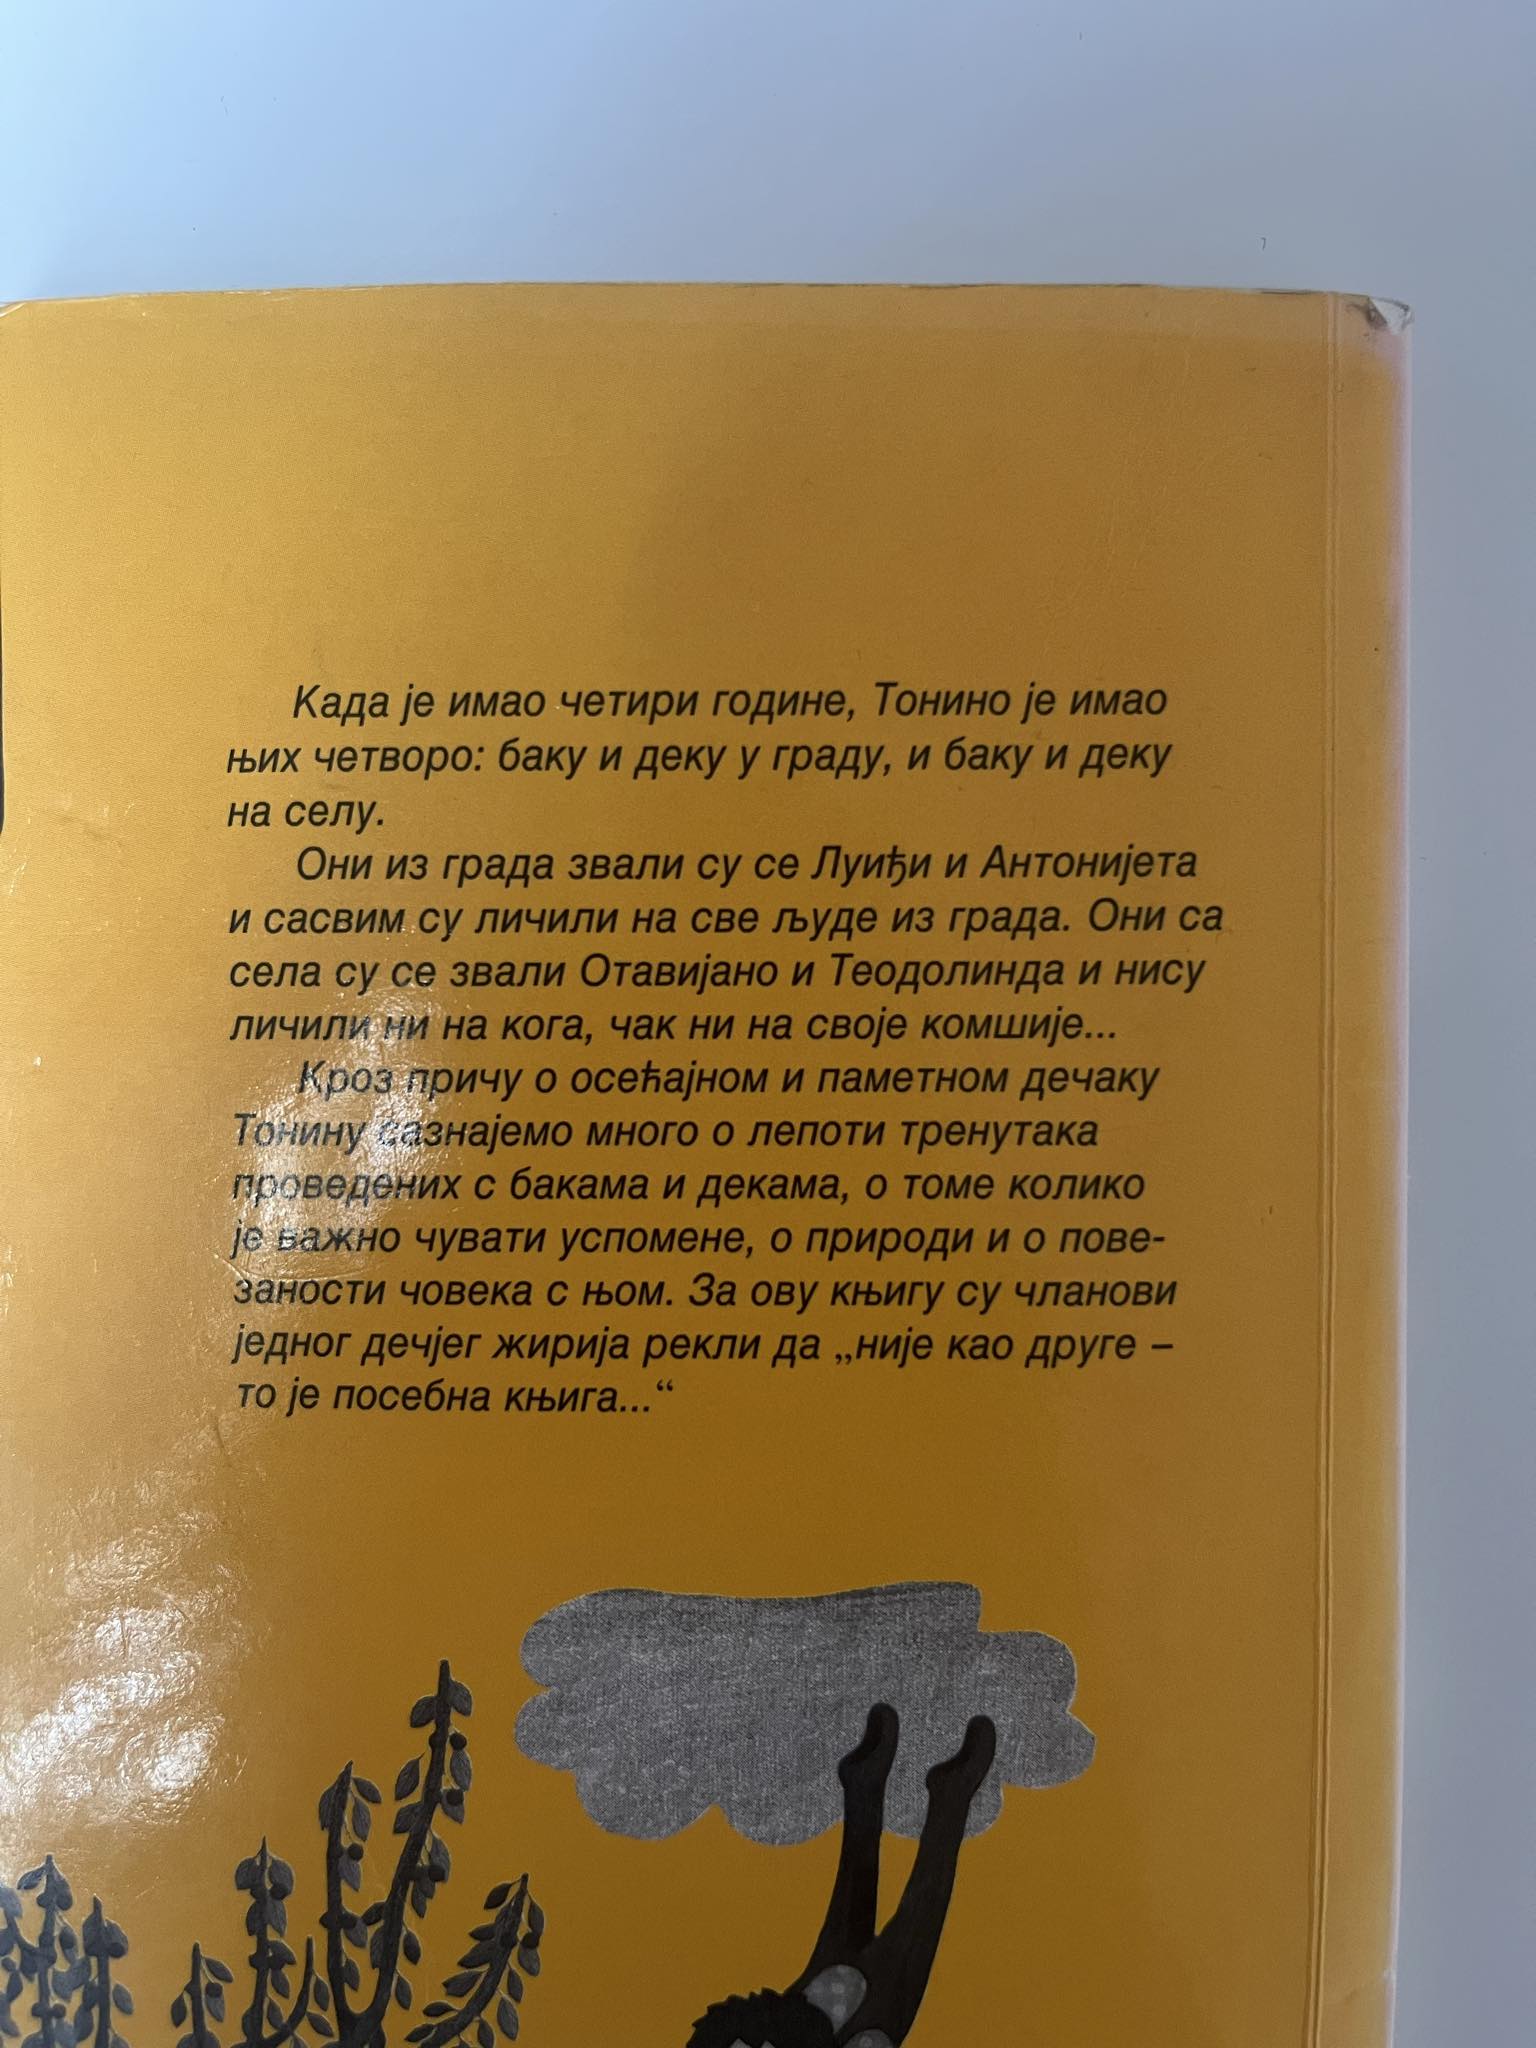 Када је имао четири године, Тонино је имао
њих четворо: баку и деку у граду, и баку и деку
на селу.
Они из града звали су се Луиђи и Антонијета
и сасвим су личили на све људе из града. Они са
села су се звали Отавијано и Теодолинда и нису
личили ни на кога, чак ни на своје комшије...
Кроз причу о осећајном и паметном дечаку
Тонину сазнајемо много о лепоти тренутака
проведених с бакама и декама, о томе колико
је важно чувати успомене, о природи и о пове-
заности човека с њом. За ову књигу су чланови
једног дечјег жирија рекли да „није као друге –
то је посебна књига...“